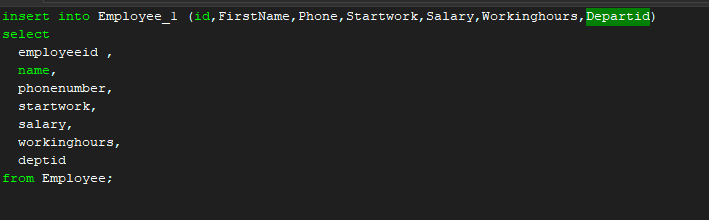 insert into Employee_1 (id,FirstName,Phone,Startwork,Salary,Workinghours,Departid)
select
employeeid ,
name,
phonenumber,
startwork,
salary,
workinghours,
deptid
from Employee;